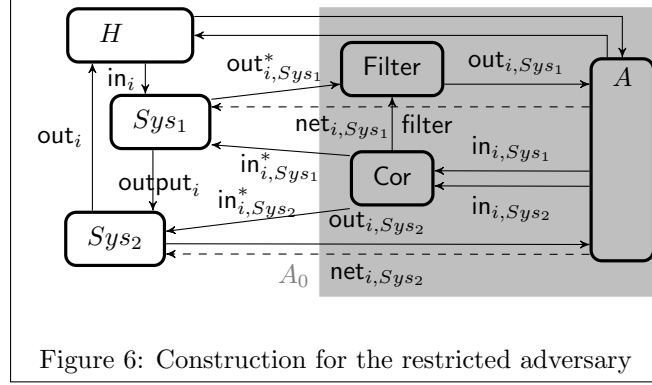 H
Filter
A
in_i
out*_{i,Sys_1}
out_{i,Sys_1}
Sys_1
net_{i,Sys_1}
filter
out_i
in*_{i,Sys_1}
Cor
in_{i,Sys_1}
output_i
in*_{i,Sys_2}
in_{i,Sys_2}
out_{i,Sys_2}
Sys_2
A_0
net_{i,Sys_2}
Figure 6: Construction for the restricted adversary